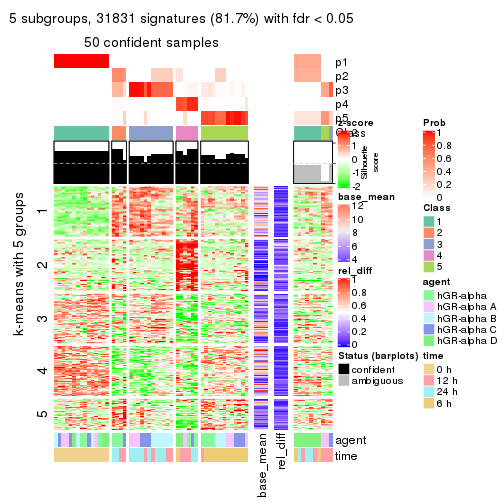 5 subgroups, 31831 signatures (81.7%) with fdr < 0.05
50 confident samples
p1
p2
p3
p4
p5
Class
Silhouette
score
k-means with 5 groups
1
2
3
4
5
agent
time
base_mean
rel_diff
z-score
2
1
0
-1
-2
base_mean
12
10
8
6
4
rel_diff
1
0.8
0.6
0.4
0.2
0
Status (barplots)
confident
ambiguous
Prob
1
0.8
0.6
0.4
0.2
0
Class
1
2
3
4
5
agent
hGR-alpha
hGR-alpha A
hGR-alpha B
hGR-alpha C
hGR-alpha D
time
0 h
12 h
24 h
6 h